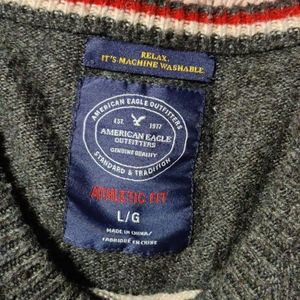 RELAX.
IT'S MACHINE WASHABLE.
AMERICAN EAGLE OUTFITTERS
EST. 1977
AMERICAN EAGLE
OUTFITTERS
GENUINE QUALITY
STANDARD & TRADITION
ATHLETIC FIT
L/G
MADE IN CHINA/
FABRIQUÉ EN CHINE